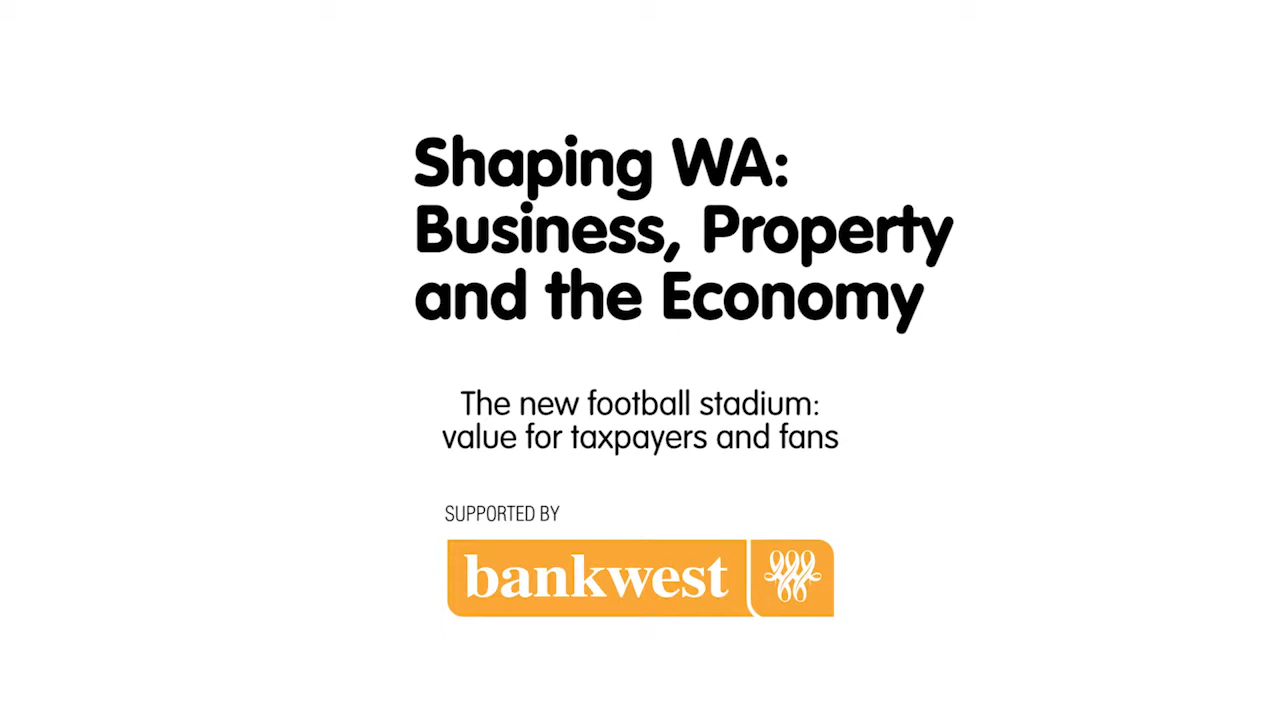 Shaping WA:
Business, Property
and the Economy
The new football stadium:
value for taxpayers and fans
SUPPORTED BY
bankwest